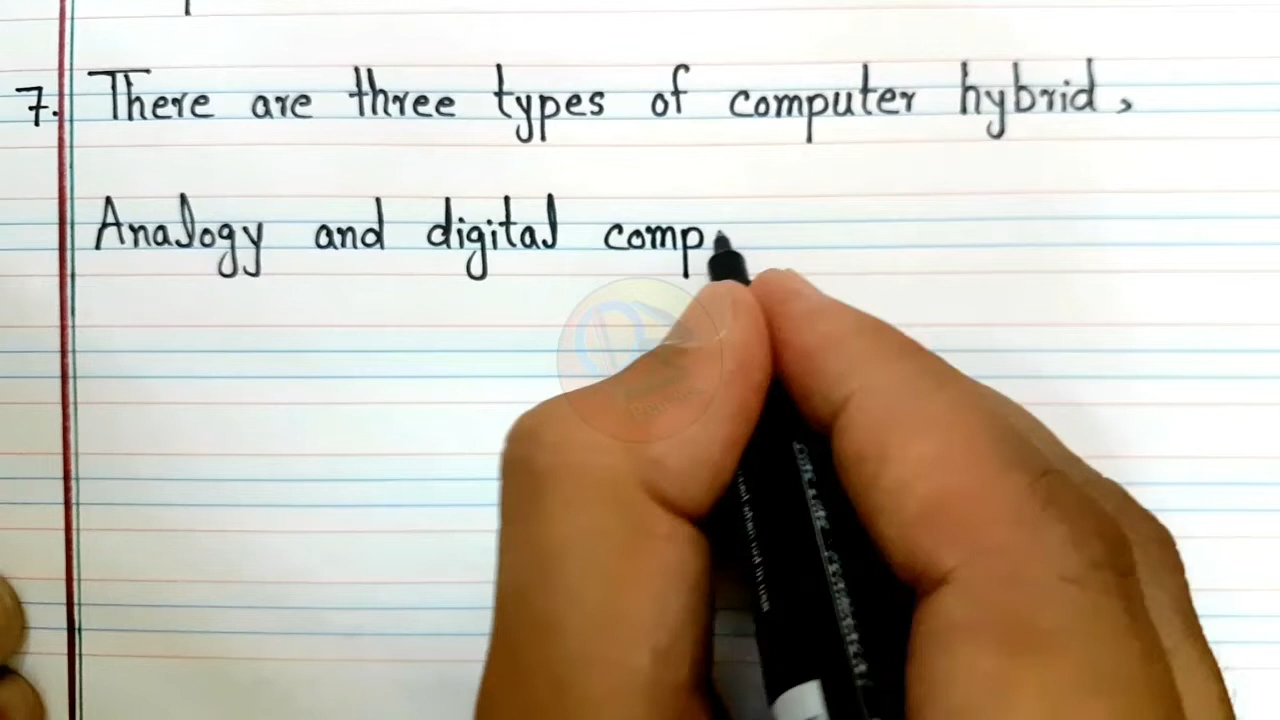 7. There are three types of computer hybrid,
Analogy and digital comp